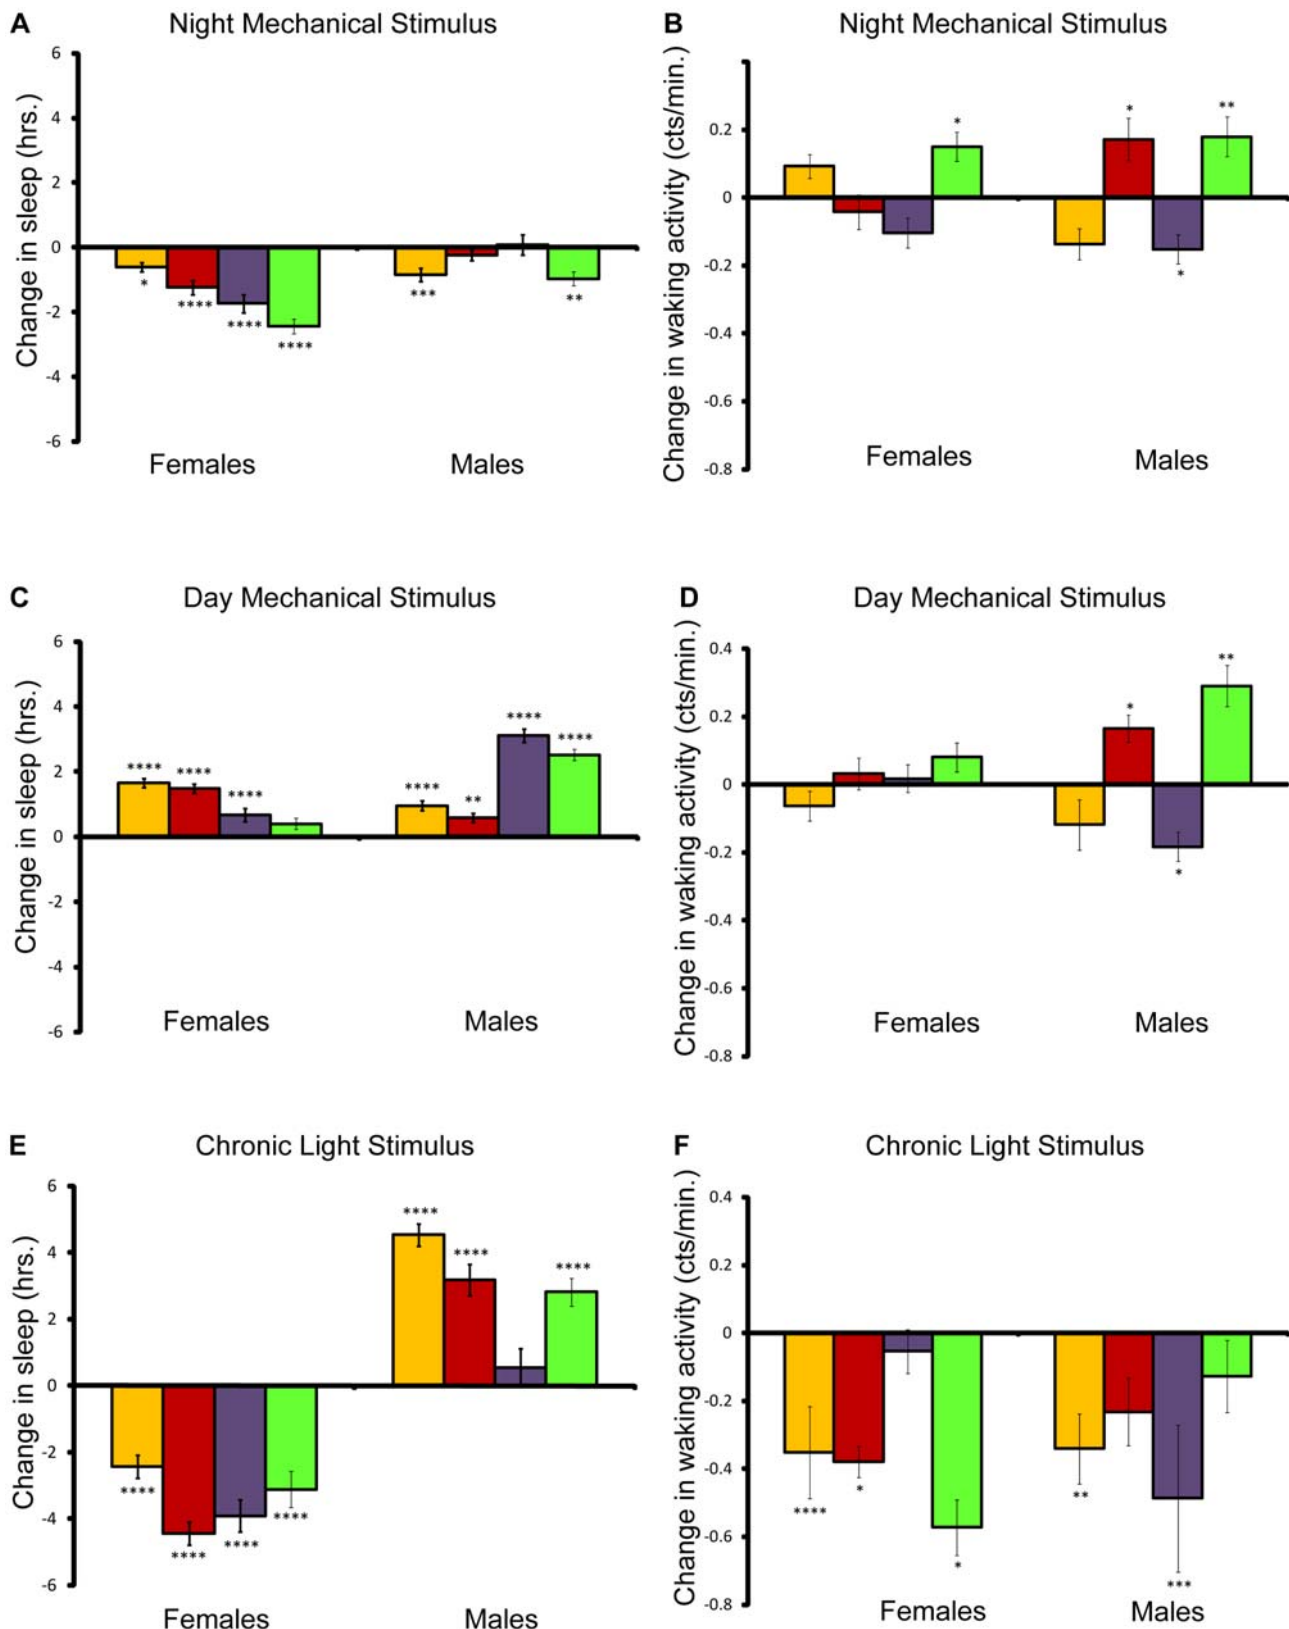 A
Night Mechanical Stimulus
Change in sleep (hrs.)
6
4
2
0
-2
-4
-6
*
****
****
****
***
**
Females
Males
B
Night Mechanical Stimulus
Change in waking activity (cts/min.)
0.2
0
-0.2
-0.4
-0.6
-0.8
*
*
**
*
Females
Males
C
Day Mechanical Stimulus
Change in sleep (hrs.)
6
4
2
0
-2
-4
-6
****
****
****
****
**
****
****
Females
Males
D
Day Mechanical Stimulus
Change in waking activity (cts/min.)
0.4
0.2
0
-0.2
-0.4
-0.6
-0.8
*
**
*
Females
Males
E
Chronic Light Stimulus
Change in sleep (hrs.)
6
4
2
0
-2
-4
-6
****
****
****
****
****
****
****
Females
Males
F
Chronic Light Stimulus
Change in waking activity (cts/min.)
0.4
0.2
0
-0.2
-0.4
-0.6
-0.8
****
*
*
**
***
Females
Males